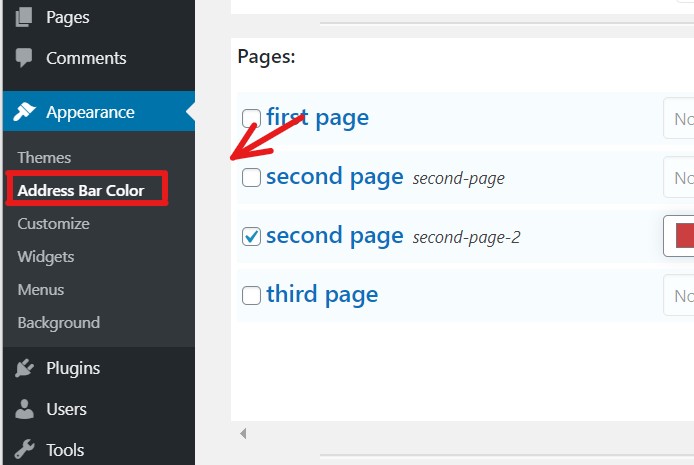 Pages
Comments
Appearance
Themes
Address Bar Color
Customize
Widgets
Menus
Background
Plugins
Users
Tools
Pages:
first page
No
second page second-page
No
second page second-page-2
third page
No